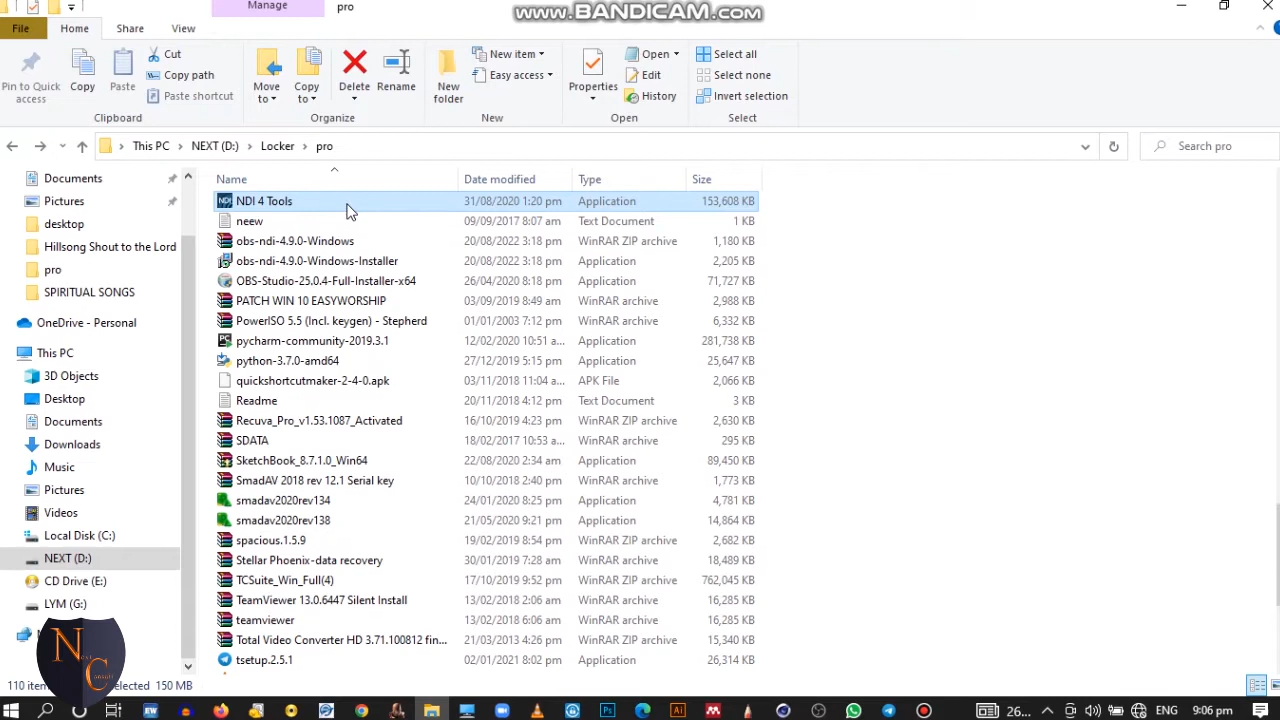 Manage
pro
www.BANDICAM.com
File
Home
Share
View
Pin to Quick access
Copy
Paste
Cut
Copy path
Paste shortcut
Move to
Copy to
Delete
Rename
New folder
New item
Easy access
Properties
Open
Edit
History
Select all
Select none
Invert selection
Clipboard
Organize
New
Open
Select
This PC > NEXT (D:) > Locker > pro
Search pro
Documents
Pictures
desktop
Hillsong Shout to the Lord
pro
SPIRITUAL SONGS
OneDrive - Personal
This PC
3D Objects
Desktop
Documents
Downloads
Music
Pictures
Videos
Local Disk (C:)
NEXT (D:)
CD Drive (E:)
LYM (G:)
Name Date modified Type Size
NDI 4 Tools 31/08/2020 1:20 pm Application 153,608 KB
neew 09/09/2017 8:07 am Text Document 1 KB
obs-ndi-4.9.0-Windows 20/08/2022 3:18 pm WinRAR ZIP archive 1,180 KB
obs-ndi-4.9.0-Windows-Installer 20/08/2022 3:18 pm Application 2,205 KB
OBS-Studio-25.0.4-Full-Installer-x64 26/04/2020 8:18 pm Application 71,727 KB
PATCH WIN 10 EASYWORSHIP 03/09/2019 8:49 am WinRAR archive 2,988 KB
PowerISO 5.5 (Incl. keygen) - Stepherd 01/01/2003 7:12 pm WinRAR archive 6,332 KB
pycharm-community-2019.3.1 12/02/2020 10:51 a... Application 281,738 KB
python-3.7.0-amd64 27/12/2019 5:15 pm Application 25,647 KB
quickshortcutmaker-2-4-0.apk 03/11/2018 11:04 a... APK File 2,066 KB
Readme 20/11/2018 4:12 pm Text Document 3 KB
Recuva_Pro_v1.53.1087_Activated 16/10/2019 4:23 pm WinRAR ZIP archive 2,630 KB
SDATA 18/02/2017 10:53 a... WinRAR archive 295 KB
SketchBook_8.7.1.0_Win64 22/08/2020 2:34 am Application 89,450 KB
SmadAV 2018 rev 12.1 Serial key 10/10/2018 2:40 pm WinRAR archive 1,773 KB
smadav2020rev134 24/01/2020 8:25 pm Application 4,781 KB
smadav2020rev138 21/05/2020 9:21 pm Application 14,864 KB
spacious.1.5.9 19/02/2019 8:54 pm WinRAR ZIP archive 2,682 KB
Stellar Phoenix-data recovery 30/01/2019 7:28 am WinRAR archive 18,489 KB
TCSuite_Win_Full(4) 17/10/2019 9:52 pm WinRAR ZIP archive 762,045 KB
TeamViewer 13.0.6447 Silent Install 13/02/2018 2:06 am WinRAR archive 16,285 KB
teamviewer 13/02/2018 6:06 am WinRAR archive 16,285 KB
Total Video Converter HD 3.71.100812 fin... 21/03/2013 4:26 pm WinRAR ZIP archive 15,340 KB
tsetup.2.5.1 02/01/2021 8:02 pm Application 26,314 KB
NC
110 selected 150 MB
26...
ENG
9:06 pm